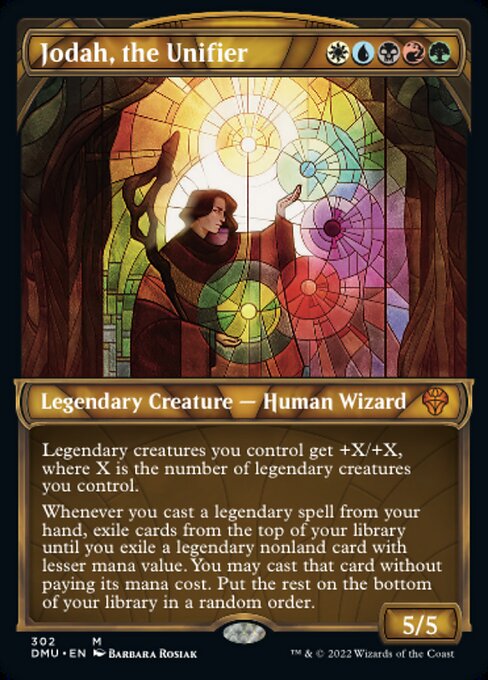 Jodah, the Unifier
Legendary Creature — Human Wizard
Legendary creatures you control get +X/+X,
where X is the number of legendary creatures
you control.
Whenever you cast a legendary spell from your
hand, exile cards from the top of your library
until you exile a legendary nonland card with
lesser mana value. You may cast that card without
paying its mana cost. Put the rest on the bottom
of your library in a random order.
5/5
302 M
DMU • EN Barbara Rosiak
™ & © 2022 Wizards of the Coast